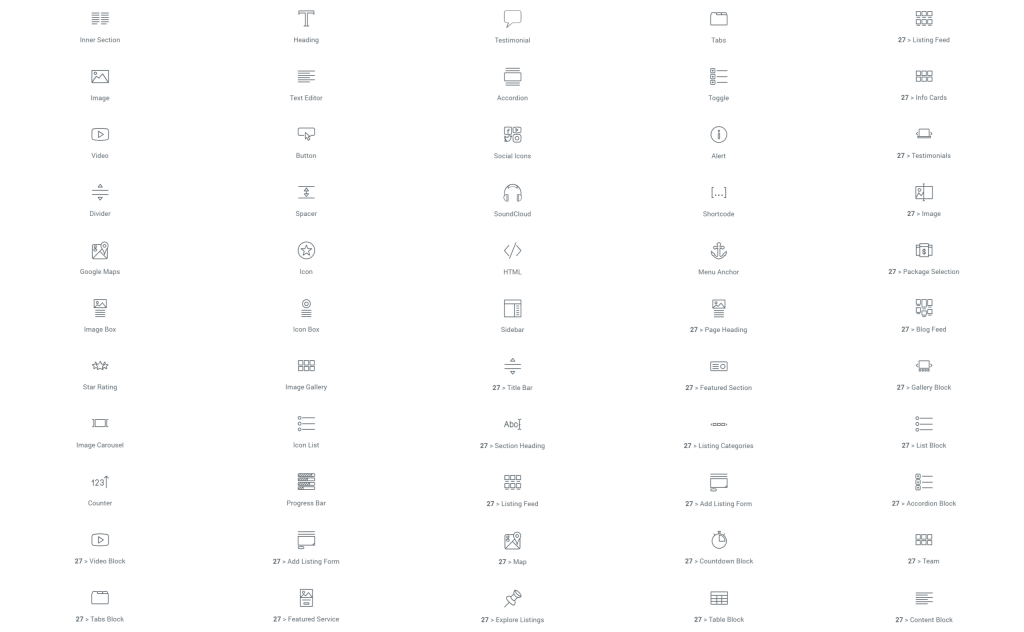 Inner Section
Heading
Testimonial
Tabs
27 > Listing Feed
Image
Text Editor
Accordion
Toggle
27 > Info Cards
Video
Button
Social Icons
Alert
27 > Testimonials
Divider
Spacer
SoundCloud
[...]
Shortcode
27 > Image
Google Maps
Icon
HTML
Menu Anchor
27 > Package Selection
Image Box
Icon Box
Sidebar
27 > Page Heading
27 > Blog Feed
Star Rating
Image Gallery
27 > Title Bar
27 > Featured Section
27 > Gallery Block
Image Carousel
Icon List
Abc
27 > Section Heading
27 > Listing Categories
27 > List Block
123
Counter
Progress Bar
27 > Listing Feed
27 > Add Listing Form
27 > Accordion Block
27 > Video Block
27 > Add Listing Form
27 > Map
27 > Countdown Block
27 > Team
27 > Tabs Block
27 > Featured Service
27 > Explore Listings
27 > Table Block
27 > Content Block